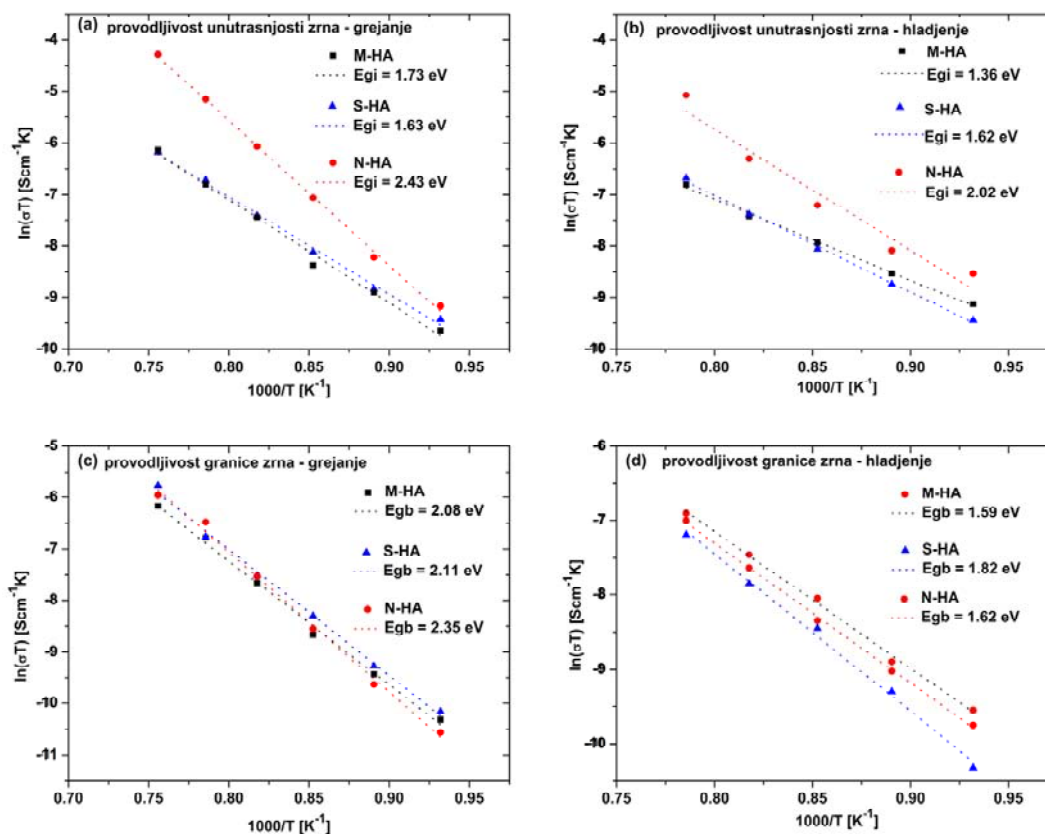 (a) provodljivost unutrasnjosti zrna - grejanje
M-HA
Egi = 1.73 eV
S-HA
Egi = 1.63 eV
N-HA
Egi = 2.43 eV
-4
-5
-6
-7
-8
-9
-10
ln(σT) [Scm⁻¹K]
0.70 0.75 0.80 0.85 0.90 0.95
1000/T [K⁻¹]
(b) provodljivost unutrasnjosti zrna - hladjenje
M-HA
Egi = 1.36 eV
S-HA
Egi = 1.62 eV
N-HA
Egi = 2.02 eV
-4
-5
-6
-7
-8
-9
-10
ln(σT) [Scm⁻¹K]
0.75 0.80 0.85 0.90 0.95
1000/T [K⁻¹]
(c) provodljivost granice zrna - grejanje
M-HA
Egb = 2.08 eV
S-HA
Egb = 2.11 eV
N-HA
Egb = 2.35 eV
-5
-6
-7
-8
-9
-10
-11
ln(σT) [Scm⁻¹K]
0.70 0.75 0.80 0.85 0.90 0.95
1000/T [K⁻¹]
(d) provodljivost granice zrna - hladjenje
M-HA
Egb = 1.59 eV
S-HA
Egb = 1.82 eV
N-HA
Egb = 1.62 eV
-6
-7
-8
-9
-10
ln(σT) [Scm⁻¹K]
0.75 0.80 0.85 0.90 0.95
1000/T [K⁻¹]